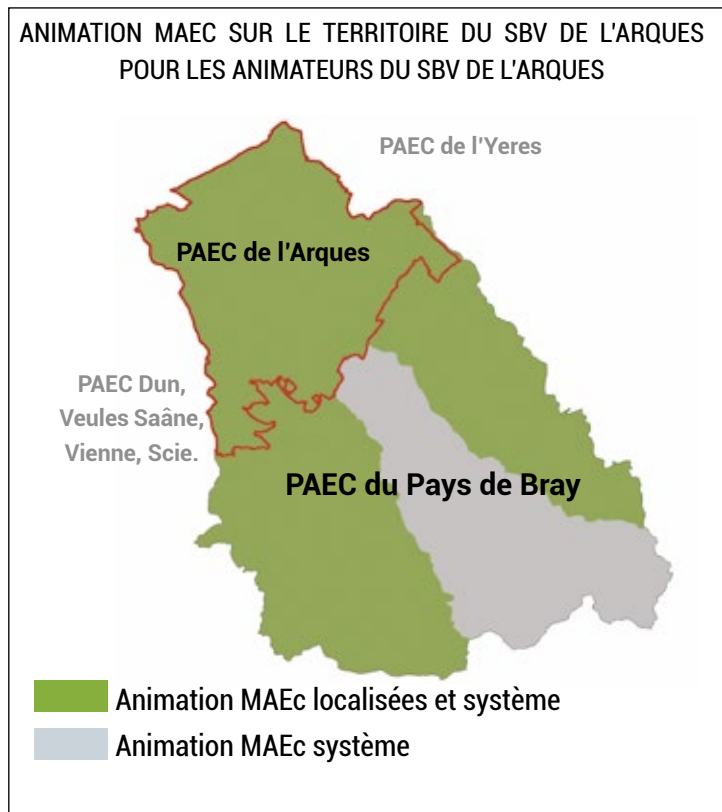 ANIMATION MAEC SUR LE TERRITOIRE DU SBV DE L'ARQUES
POUR LES ANIMATEURS DU SBV DE L'ARQUES
PAEC de l'Yeres
PAEC de l'Arques
PAEC Dun,
Veules Saâne,
Vienne, Scie.
PAEC du Pays de Bray
Animation MAEc localisées et système
Animation MAEc système